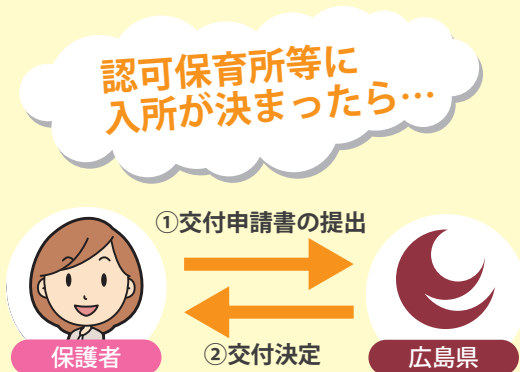 認可保育所等に
入所が決まったら…
①交付申請書の提出
②交付決定
保護者
広島県